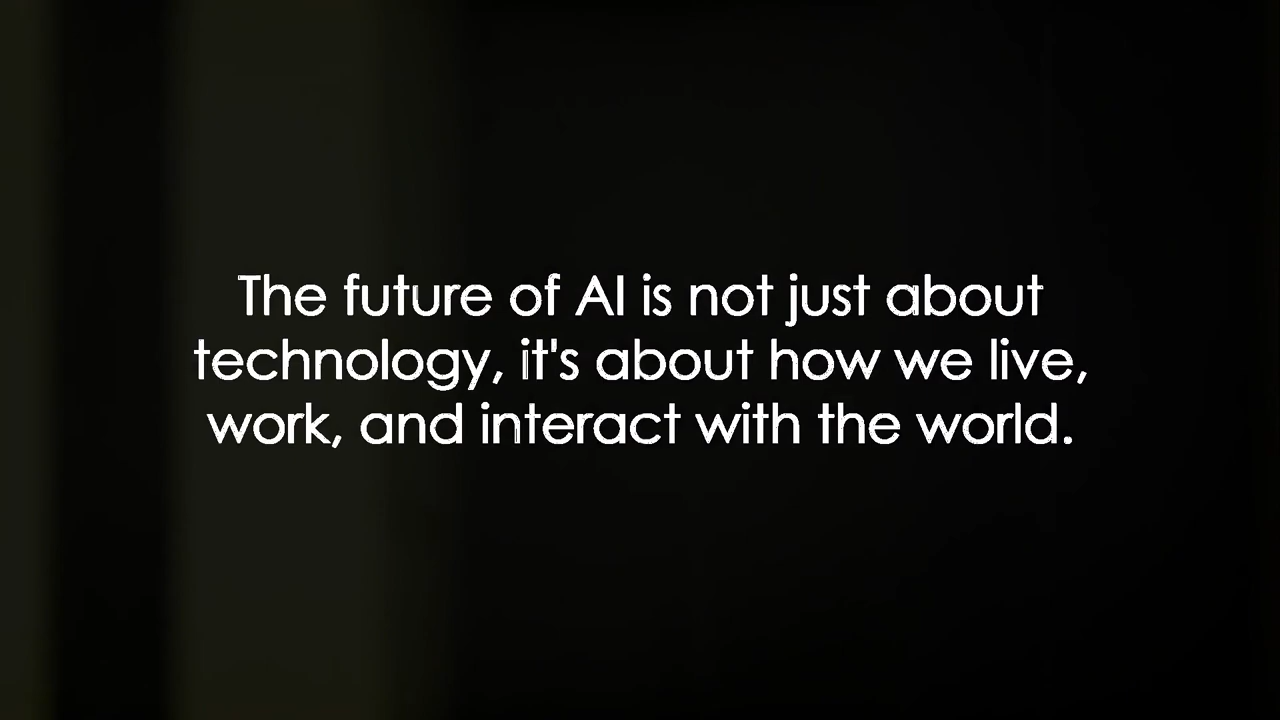 The future of AI is not just about
technology, it's about how we live,
work, and interact with the world.